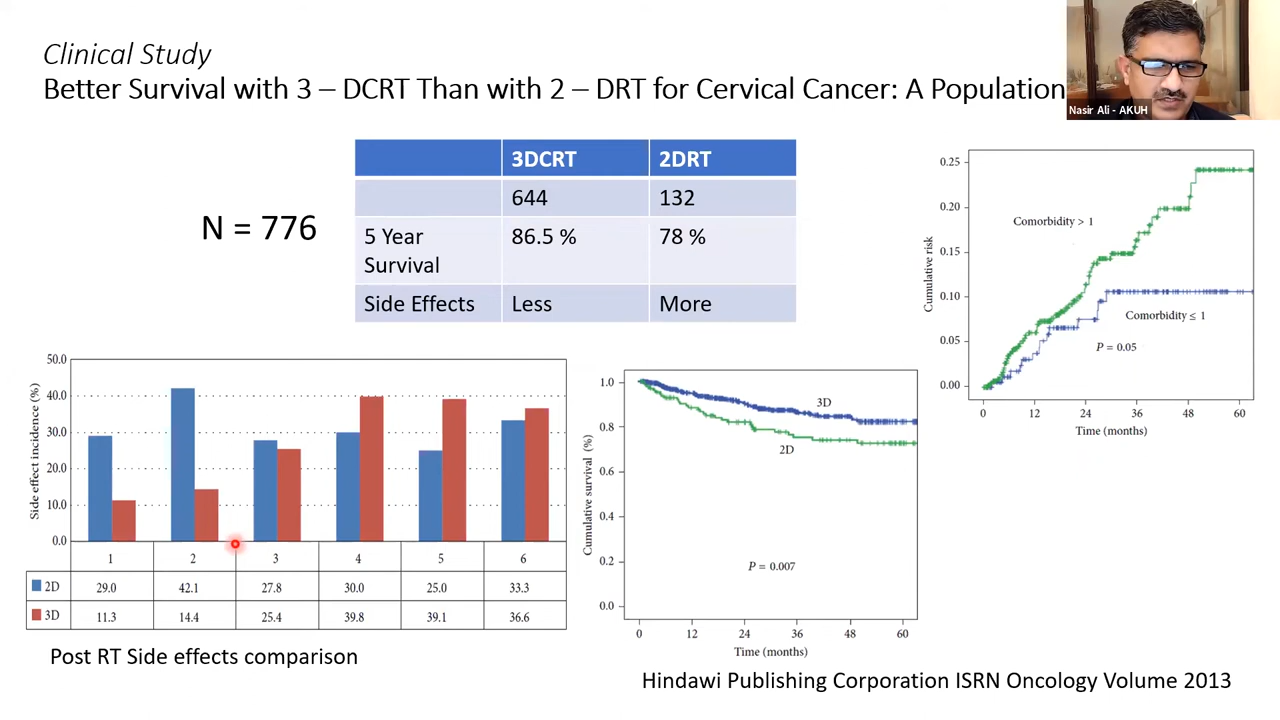 Clinical Study
Better Survival with 3 – DCRT Than with 2 – DRT for Cervical Cancer: A Population
Nasir Ali - AKUH
N = 776
3DCRT 2DRT
644 132
5 Year Survival 86.5 % 78 %
Side Effects Less More
0.25
0.20
0.15
0.10
0.05
0.00
Cumulative risk
Comorbidity > 1
Comorbidity ≤ 1
P = 0.05
0 12 24 36 48 60
Time (months)
50.0
40.0
30.0
20.0
10.0
0.0
Side effect incidence (%)
1 2 3 4 5 6
2D 29.0 42.1 27.8 30.0 25.0 33.3
3D 11.3 14.4 25.4 39.8 39.1 36.6
Post RT Side effects comparison
1.0
0.8
0.6
0.4
0.2
0.0
Cumulative survival (%)
3D
2D
P = 0.007
0 12 24 36 48 60
Time (months)
Hindawi Publishing Corporation ISRN Oncology Volume 2013